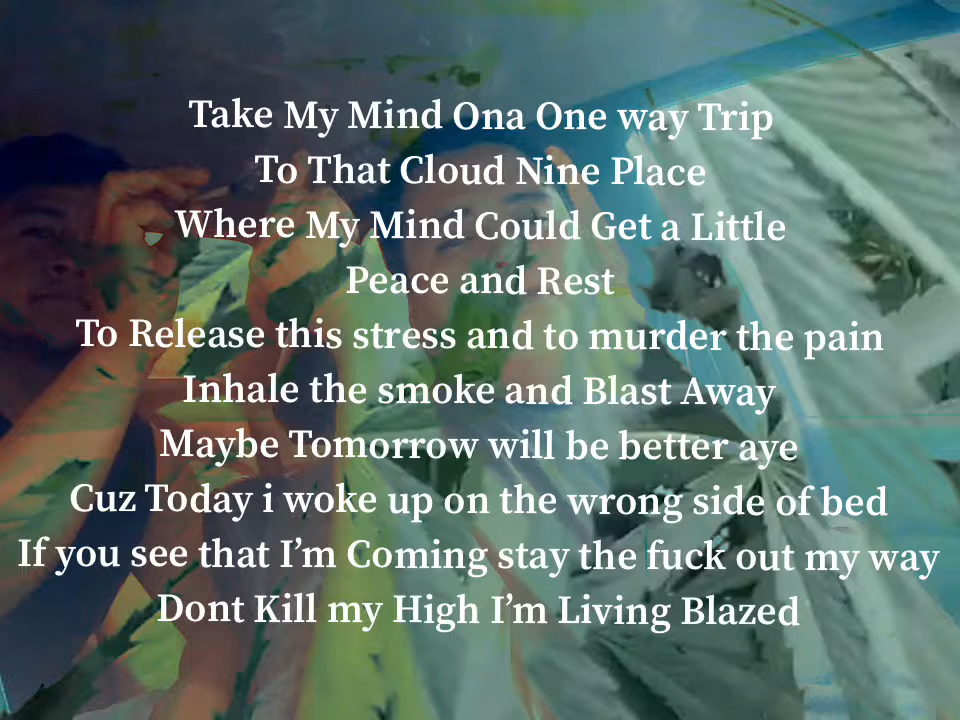 Take My Mind Ona One way Trip
To That Cloud Nine Place
Where My Mind Could Get a Little
Peace and Rest
To Release this stress and to murder the pain
Inhale the smoke and Blast Away
Maybe Tomorrow will be better aye
Cuz Today i woke up on the wrong side of bed
If you see that I’m Coming stay the fuck out my way
Dont Kill my High I’m Living Blazed